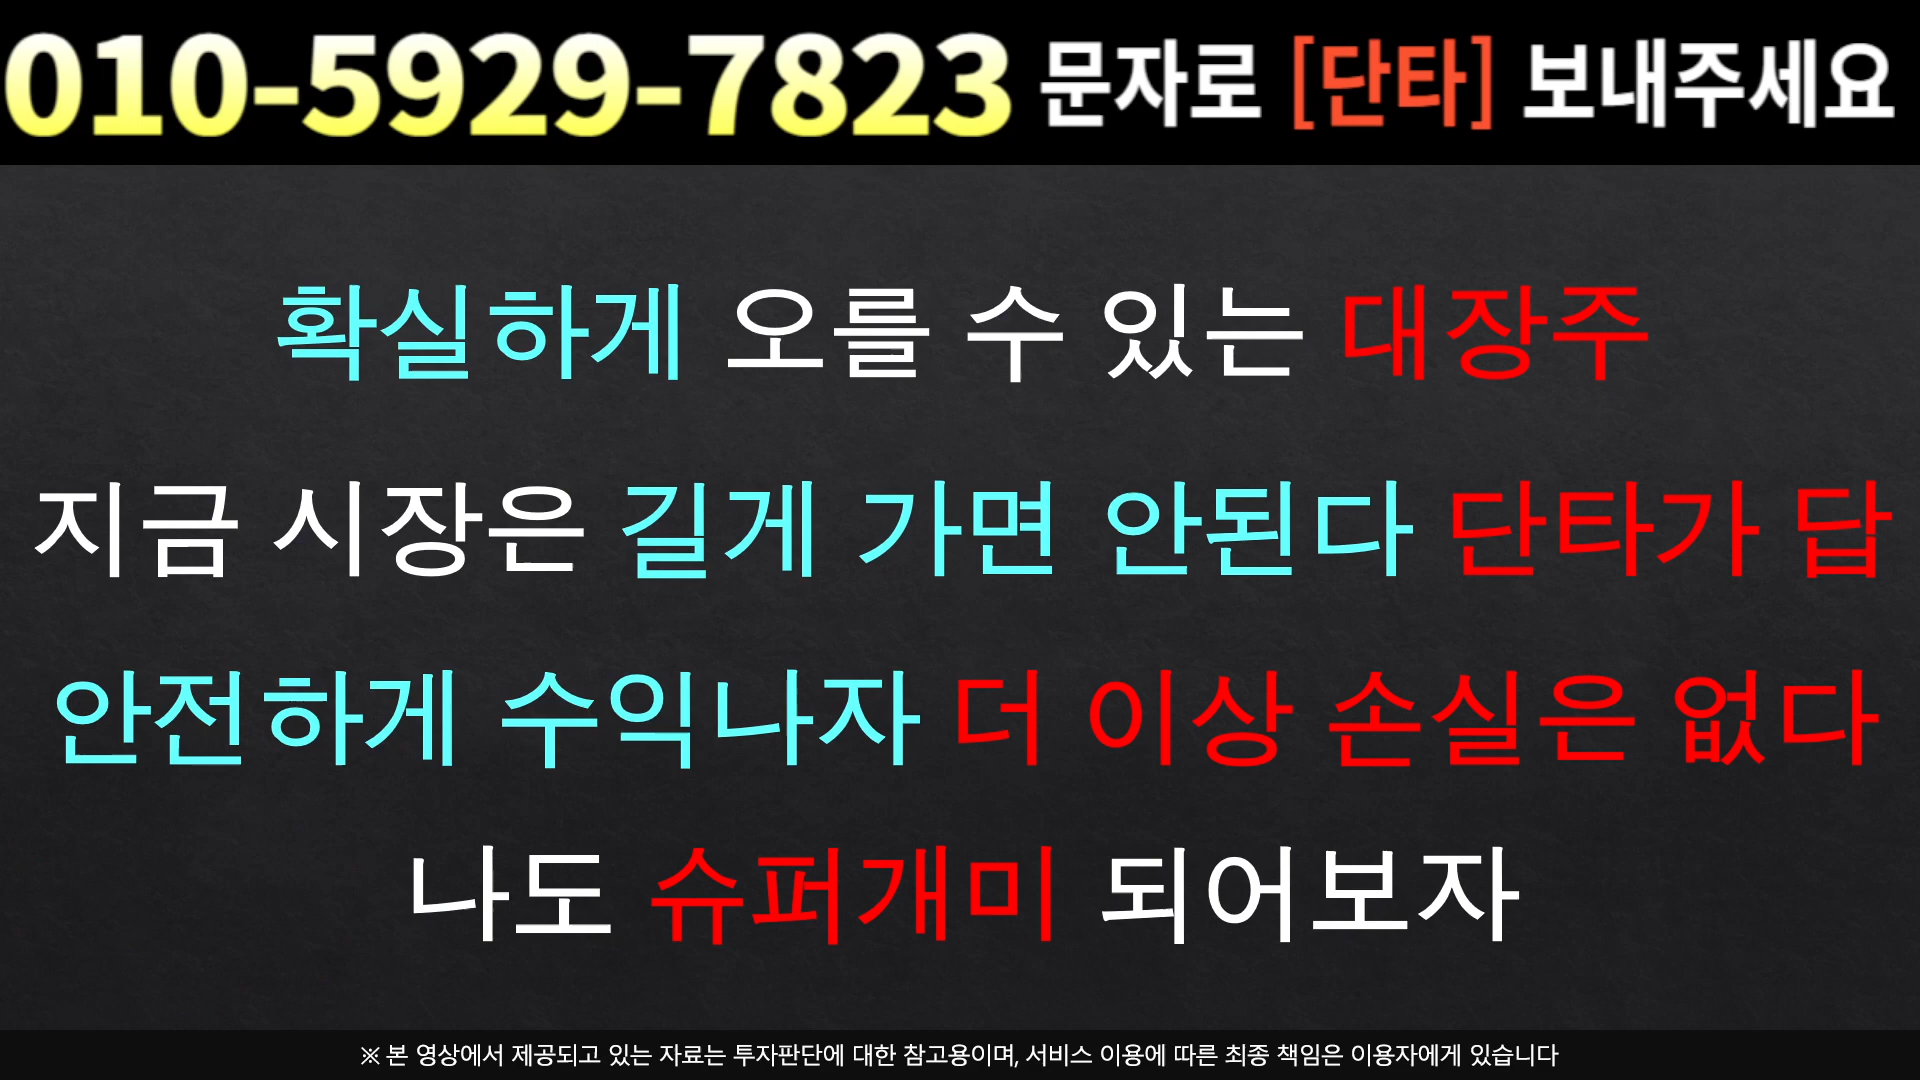 010-5929-7823 문자로 [단타] 보내주세요
확실하게 오를 수 있는 대장주
지금 시장은 길게 가면 안된다 단타가 답
안전하게 수익나자 더 이상 손실은 없다
나도 슈퍼개미 되어보자
※ 본 영상에서 제공되고 있는 자료는 투자판단에 대한 참고용이며, 서비스 이용에 따른 최종 책임은 이용자에게 있습니다